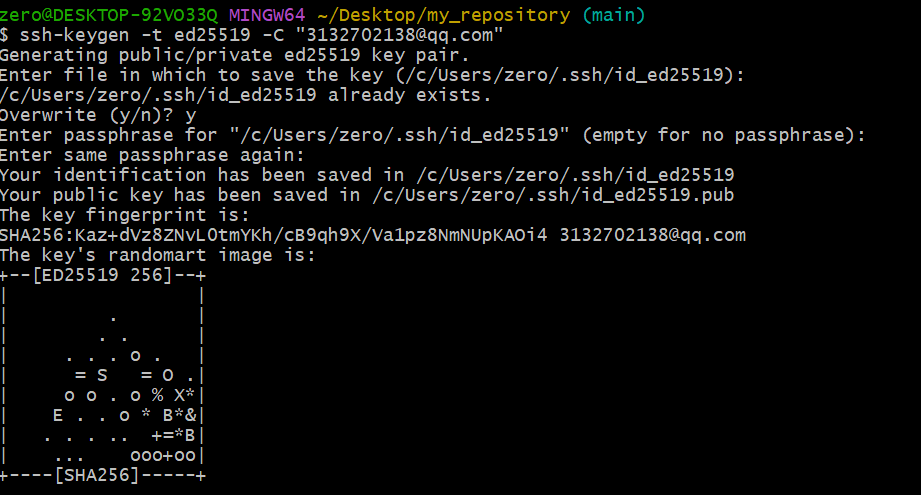 zero@DESKTOP-92VO33Q MINGW64 ~/Desktop/my_repository (main)
$ ssh-keygen -t ed25519 -C "3132702138@qq.com"
Generating public/private ed25519 key pair.
Enter file in which to save the key (/c/Users/zero/.ssh/id_ed25519):
/c/Users/zero/.ssh/id_ed25519 already exists.
Overwrite (y/n)? y
Enter passphrase for "/c/Users/zero/.ssh/id_ed25519" (empty for no passphrase):
Enter same passphrase again:
Your identification has been saved in /c/Users/zero/.ssh/id_ed25519
Your public key has been saved in /c/Users/zero/.ssh/id_ed25519.pub
The key fingerprint is:
SHA256:Kaz+dVz8ZNvL0tmYKh/cB9qh9X/Va1pz8NmNUpKAOi4 3132702138@qq.com
The key's randomart image is:
+--[ED25519 256]--+
|                 |
|         .       |
|        . .      |
|     . . . o .   |
|      = S   = O .|
|     o o . o % X*|
|    E . . o * B*&|
|   . . . ..  +=*B|
|    ...    ooo+oo|
+----[SHA256]-----+